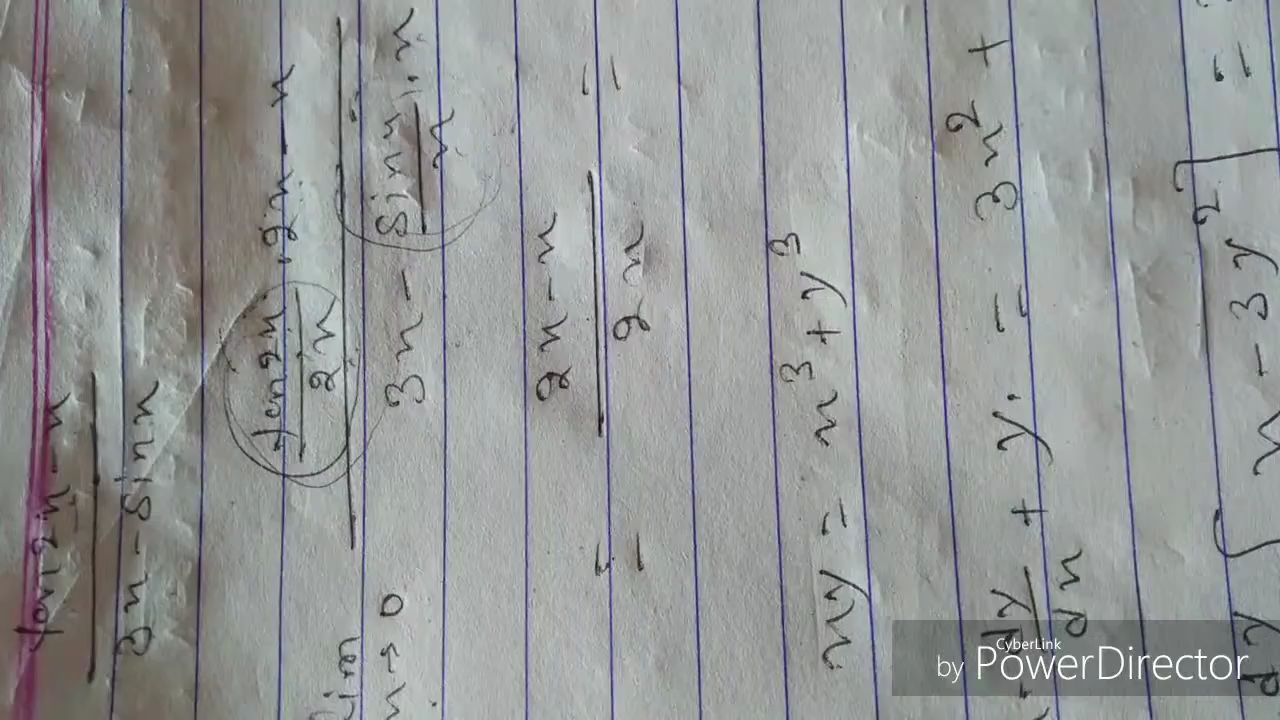 tan2x - x
3x - sinx
tan2x . 2x - x
2x
lim
x→0
3x - sinx . x
x
= 2x - x =
2x
xy = x³ + y³
dy + y. = 3x² +
dx
x - 3y² =
CyberLink
by PowerDirector